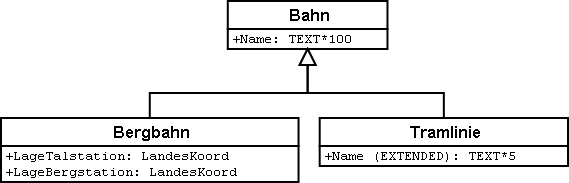 Bahn
+Name: TEXT*100
Bergbahn
+LageTalstation: LandesKoord
+LageBergstation: LandesKoord
Tramlinie
+Name (EXTENDED): TEXT*5